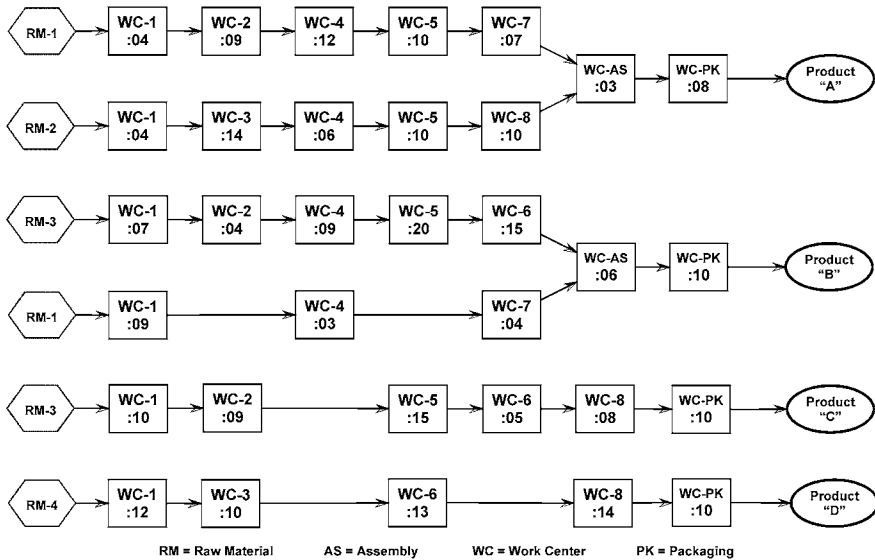 RM-1
WC-1
:04
WC-2
:09
WC-4
:12
WC-5
:10
WC-7
:07
WC-AS
:03
WC-PK
:08
Product
“A”
RM-2
WC-1
:04
WC-3
:14
WC-4
:06
WC-5
:10
WC-8
:10
RM-3
WC-1
:07
WC-2
:04
WC-4
:09
WC-5
:20
WC-6
:15
WC-AS
:06
WC-PK
:10
Product
“B”
RM-1
WC-1
:09
WC-4
:03
WC-7
:04
RM-3
WC-1
:10
WC-2
:09
WC-5
:15
WC-6
:05
WC-8
:08
WC-PK
:10
Product
“C”
RM-4
WC-1
:12
WC-3
:10
WC-6
:13
WC-8
:14
WC-PK
:10
Product
“D”
RM = Raw Material AS = Assembly WC = Work Center PK = Packaging